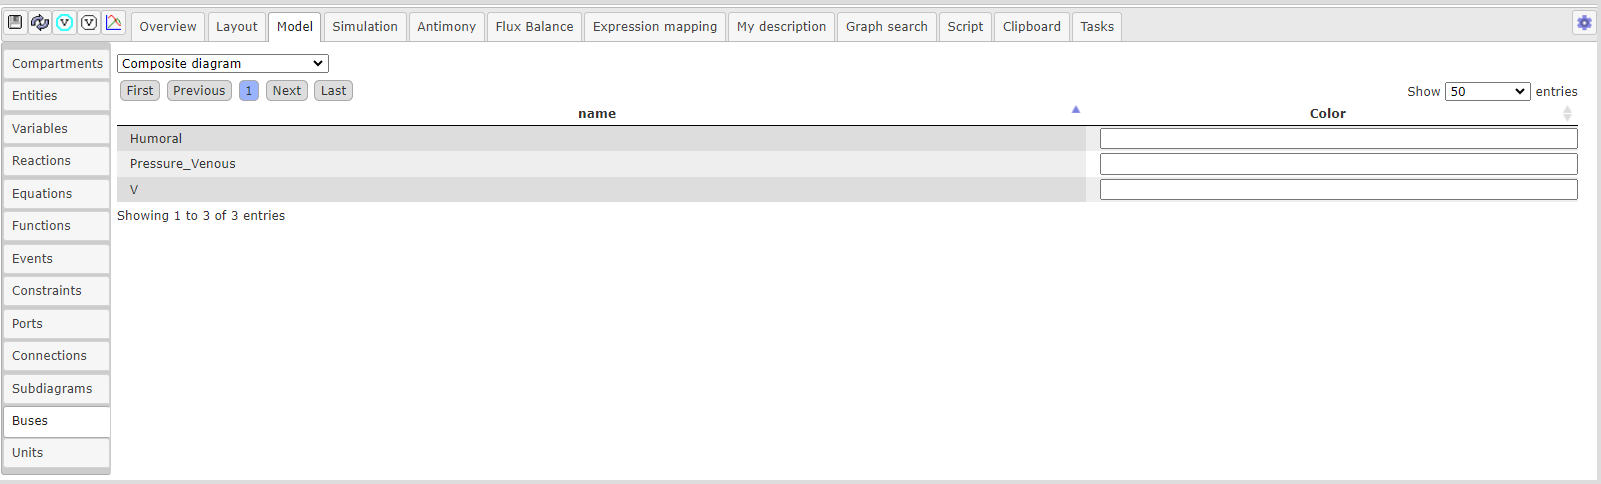 Overview Layout Model Simulation Antimony Flux Balance Expression mapping My description Graph search Script Clipboard Tasks
Compartments
Entities
Variables
Reactions
Equations
Functions
Events
Constraints
Ports
Connections
Subdiagrams
Buses
Units
Composite diagram
First Previous 1 Next Last
Show 50 entries
name Color
Humoral
Pressure_Venous
V
Showing 1 to 3 of 3 entries